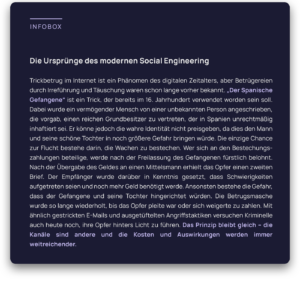 INFOBOX
Die Ursprünge des modernen Social Engineering
Trickbetrug im Internet ist ein Phänomen des digitalen Zeitalters, aber Betrügereien
durch Irreführung und Täuschung waren schon lange vorher bekannt. „Der Spanische
Gefangene“ ist ein Trick, der bereits im 16. Jahrhundert verwendet worden sein soll.
Dabei wurde ein vermögender Mensch von einer unbekannten Person angeschrieben,
die vorgab, einen reichen Grundbesitzer zu vertreten, der in Spanien unrechtmäßig
inhaftiert sei. Er könne jedoch die wahre Identität nicht preisgeben, da dies den Mann
und seine schöne Tochter in noch größere Gefahr bringen würde. Die einzige Chance
zur Flucht bestehe darin, die Wachen zu bestechen. Wer sich an den Bestechungs-
zahlungen beteilige, werde nach der Freilassung des Gefangenen fürstlich belohnt.
Nach der Übergabe des Geldes an einen Mittelsmann erhielt das Opfer einen zweiten
Brief. Der Empfänger wurde darüber in Kenntnis gesetzt, dass Schwierigkeiten
aufgetreten seien und noch mehr Geld benötigt werde. Ansonsten bestehe die Gefahr,
dass der Gefangene und seine Tochter hingerichtet würden. Die Betrugsmasche
wurde so lange wiederholt, bis das Opfer pleite war oder sich weigerte zu zahlen. Mit
ähnlich gestrickten E-Mails und ausgetüftelten Angriffstaktiken versuchen Kriminelle
auch heute noch, ihre Opfer hinters Licht zu führen. Das Prinzip bleibt gleich – die
Kanäle sind andere und die Kosten und Auswirkungen werden immer
weitreichender.